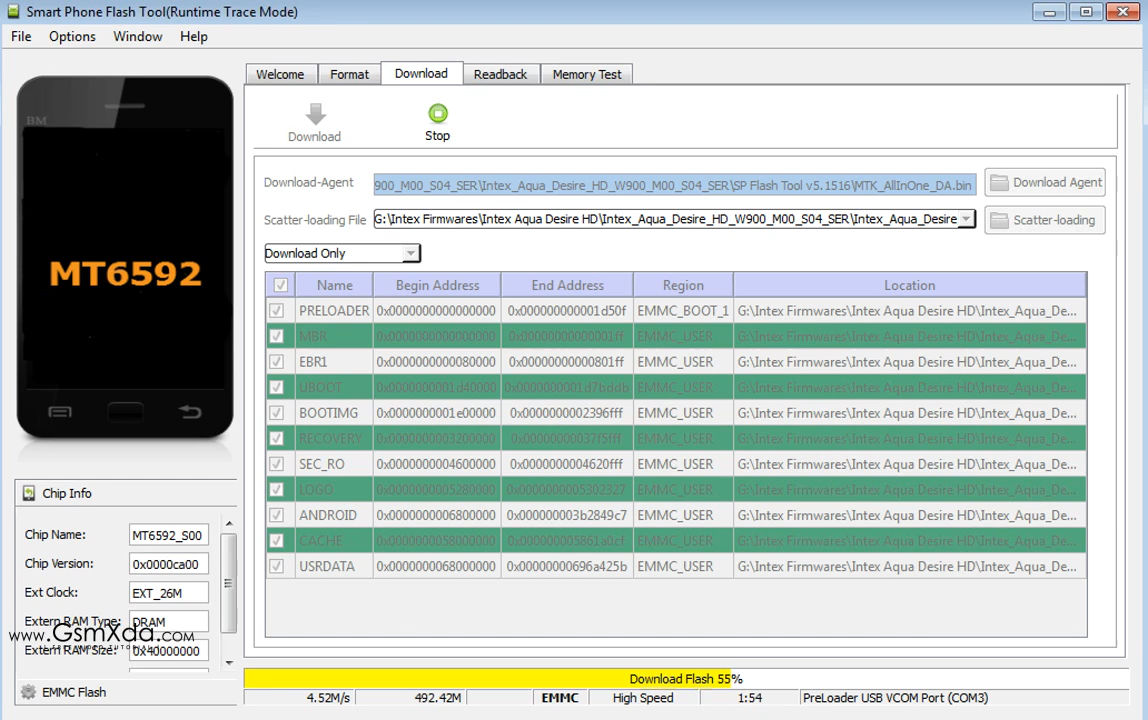 Smart Phone Flash Tool(Runtime Trace Mode)
File Options Window Help
Welcome Format Download Readback Memory Test
BM
MT6592
Download Stop
Download-Agent 900_M00_S04_SER\Intex_Aqua_Desire_HD_W900_M00_S04_SER\SP Flash Tool v5.1516\MTK_AllInOne_DA.bin Download Agent
Scatter-loading File G:\Intex Firmwares\Intex Aqua Desire HD\Intex_Aqua_Desire_HD_W900_M00_S04_SER\Intex_Aqua_Desire Scatter-loading
Download Only
Name Begin Address End Address Region Location
PRELOADER 0x0000000000000000 0x000000000001d50f EMMC_BOOT_1 G:\Intex Firmwares\Intex Aqua Desire HD\Intex_Aqua_De...
MBR 0x0000000000000000 0x00000000000001ff EMMC_USER G:\Intex Firmwares\Intex Aqua Desire HD\Intex_Aqua_De...
EBR1 0x0000000000080000 0x00000000000801ff EMMC_USER G:\Intex Firmwares\Intex Aqua Desire HD\Intex_Aqua_De...
UBOOT 0x0000000001d40000 0x0000000001d7bddb EMMC_USER G:\Intex Firmwares\Intex Aqua Desire HD\Intex_Aqua_De...
BOOTIMG 0x0000000001e00000 0x0000000002396fff EMMC_USER G:\Intex Firmwares\Intex Aqua Desire HD\Intex_Aqua_De...
RECOVERY 0x0000000003200000 0x00000000037f5fff EMMC_USER G:\Intex Firmwares\Intex Aqua Desire HD\Intex_Aqua_De...
SEC_RO 0x0000000004600000 0x0000000004620fff EMMC_USER G:\Intex Firmwares\Intex Aqua Desire HD\Intex_Aqua_De...
LOGO 0x0000000005280000 0x0000000005302327 EMMC_USER G:\Intex Firmwares\Intex Aqua Desire HD\Intex_Aqua_De...
ANDROID 0x0000000006800000 0x000000003b2849c7 EMMC_USER G:\Intex Firmwares\Intex Aqua Desire HD\Intex_Aqua_De...
CACHE 0x0000000058000000 0x000000005861a0cf EMMC_USER G:\Intex Firmwares\Intex Aqua Desire HD\Intex_Aqua_De...
USRDATA 0x0000000068000000 0x00000000696a425b EMMC_USER G:\Intex Firmwares\Intex Aqua Desire HD\Intex_Aqua_De...
Chip Info
Chip Name: MT6592_S00
Chip Version: 0x0000ca00
Ext Clock: EXT_26M
Extern RAM Type: DRAM
www.GsmXda.com
Extern RAM Size: 0x40000000
EMMC Flash
Download Flash 55%
4.52M/s 492.42M EMMC High Speed 1:54 PreLoader USB VCOM Port (COM3)